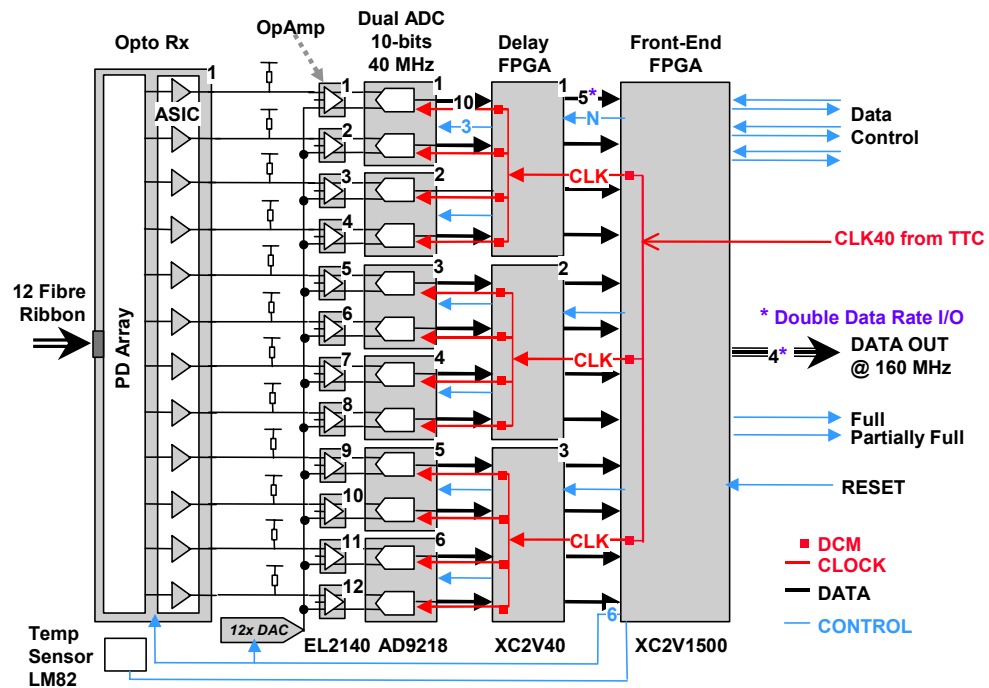 Opto Rx
OpAmp
Dual ADC
10-bits
40 MHz
Delay
FPGA
Front-End
FPGA
1
ASIC
PD Array
12 Fibre
Ribbon
1
2
3
4
5
6
7
8
9
10
11
12
1
2
3
4
5
6
10
3
1
2
3
5*
N
CLK
CLK
CLK
Data
Control
CLK40 from TTC
* Double Data Rate I/O
4*
DATA OUT
@ 160 MHz
Full
Partially Full
RESET
DCM
CLOCK
DATA
CONTROL
6
12x DAC
EL2140
AD9218
XC2V40
XC2V1500
Temp
Sensor
LM82